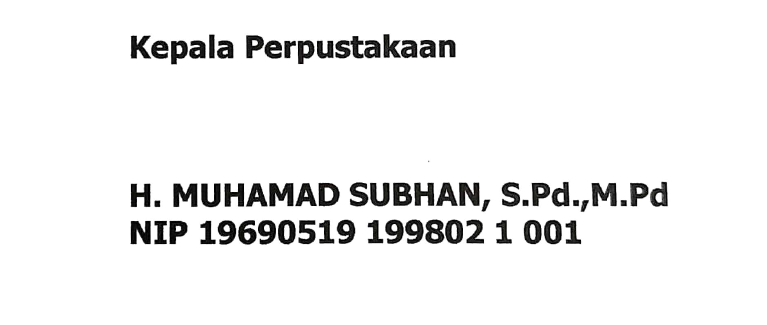 Kepala Perpustakaan
H. MUHAMAD SUBHAN, S.Pd.,M.Pd
NIP 19690519 199802 1 001